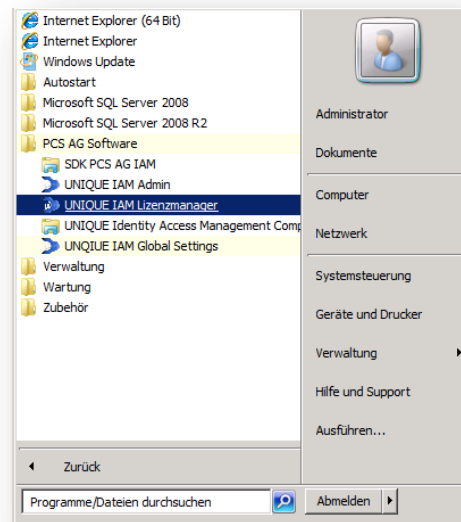 Internet Explorer (64 Bit)
Internet Explorer
Windows Update
Autostart
Microsoft SQL Server 2008
Microsoft SQL Server 2008 R2
PCS AG Software
SDK PCS AG IAM
UNIQUE IAM Admin
UNIQUE IAM Lizenzmanager
UNIQUE Identity Access Management Comp
UNQIUE IAM Global Settings
Verwaltung
Wartung
Zubehör
Zurück
Programme/Dateien durchsuchen
Administrator
Dokumente
Computer
Netzwerk
Systemsteuerung
Geräte und Drucker
Verwaltung
Hilfe und Support
Ausführen...
Abmelden